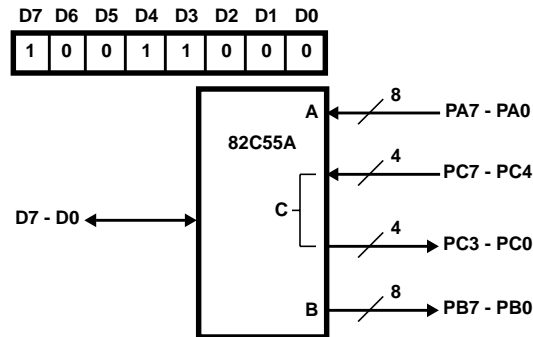 D7 D6 D5 D4 D3 D2 D1 D0
1 0 0 1 1 0 0 0
A 8 PA7 - PA0
82C55A
4 PC7 - PC4
C
D7 - D0
4 PC3 - PC0
B 8 PB7 - PB0